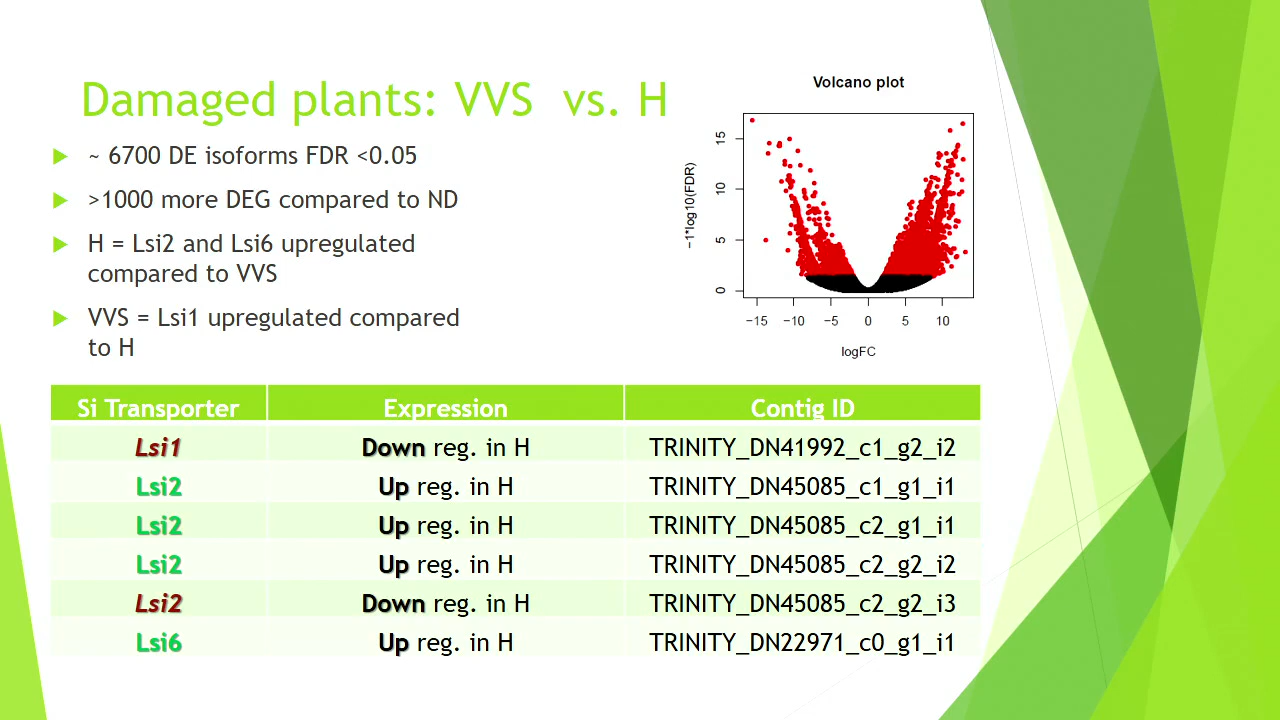 Damaged plants: VVS vs. H
~ 6700 DE isoforms FDR <0.05
>1000 more DEG compared to ND
H = Lsi2 and Lsi6 upregulated
compared to VVS
VVS = Lsi1 upregulated compared
to H
Volcano plot
−1*log10(FDR)
15
10
5
0
−15 −10 −5 0 5 10
logFC
Si Transporter Expression Contig ID
Lsi1 Down reg. in H TRINITY_DN41992_c1_g2_i2
Lsi2 Up reg. in H TRINITY_DN45085_c1_g1_i1
Lsi2 Up reg. in H TRINITY_DN45085_c2_g1_i1
Lsi2 Up reg. in H TRINITY_DN45085_c2_g2_i2
Lsi2 Down reg. in H TRINITY_DN45085_c2_g2_i3
Lsi6 Up reg. in H TRINITY_DN22971_c0_g1_i1